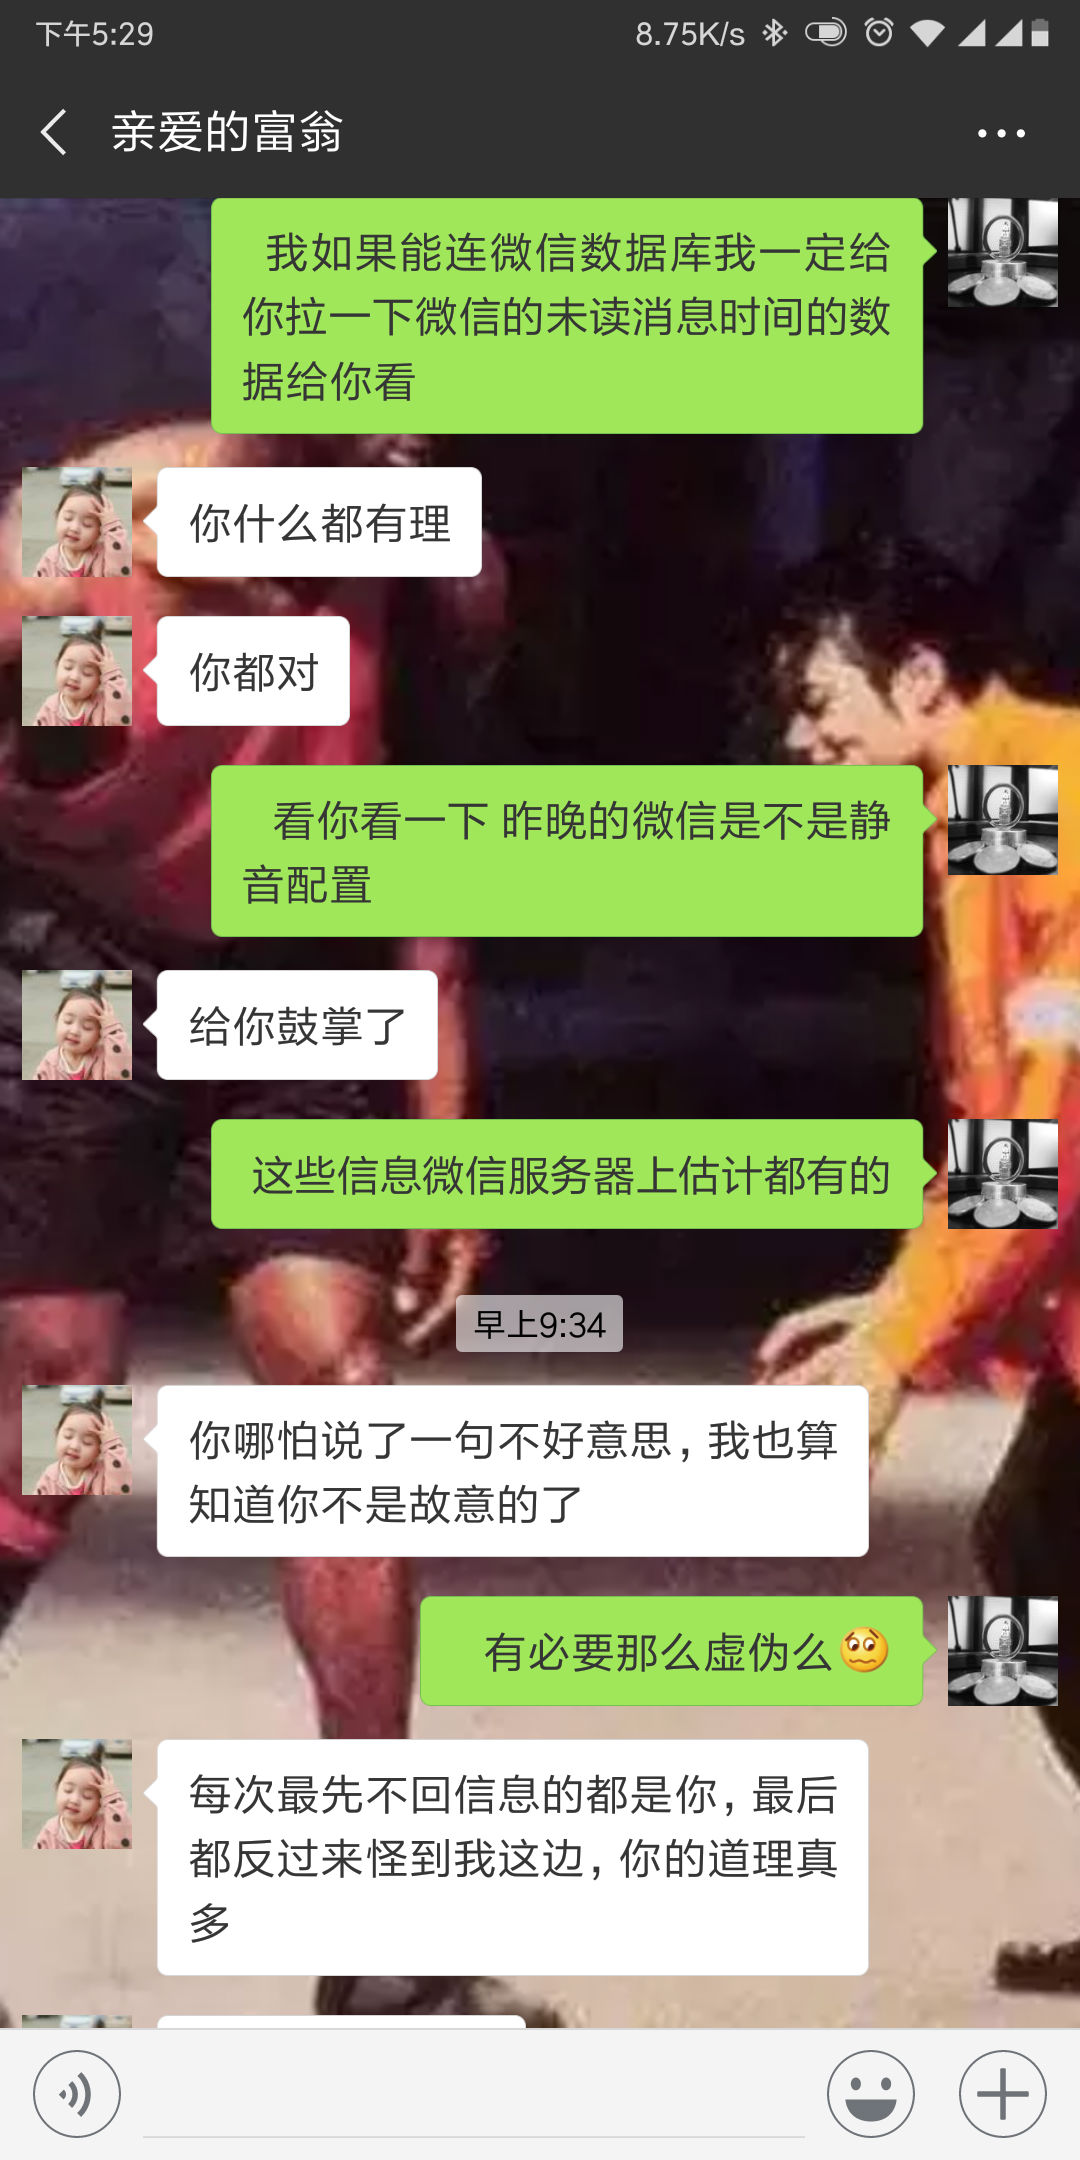 下午5:29
8.75K/s
亲爱的富翁
我如果能连微信数据库我一定给
你拉一下微信的未读消息时间的数
据给你看
你什么都有理
你都对
看你看一下 昨晚的微信是不是静
音配置
给你鼓掌了
这些信息微信服务器上估计都有的
早上9:34
你哪怕说了一句不好意思，我也算
知道你不是故意的了
有必要那么虚伪么
每次最先不回信息的都是你，最后
都反过来怪到我这边，你的道理真
多